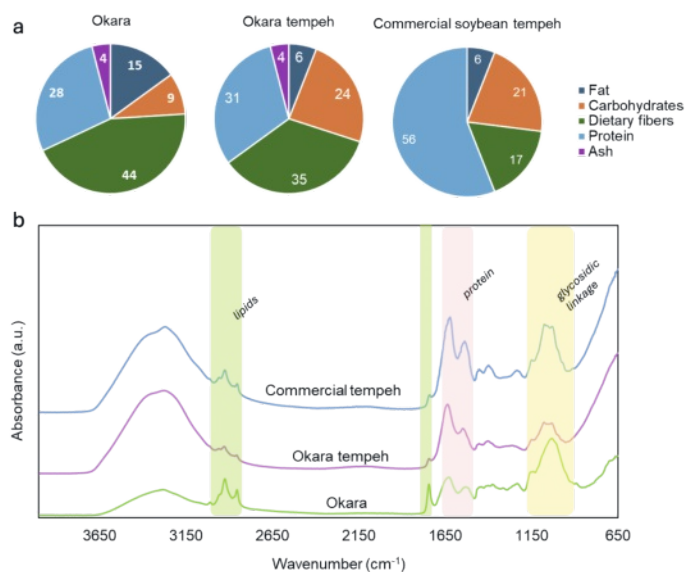 a
Okara
Okara tempeh
Commercial soybean tempeh
4
15
9
44
28
4
6
24
35
31
6
21
17
56
Fat
Carbohydrates
Dietary fibers
Protein
Ash
b
Absorbance (a.u.)
lipids
protein
glycosidic
linkage
Commercial tempeh
Okara tempeh
Okara
3650 3150 2650 2150 1650 1150 650
Wavenumber (cm⁻¹)